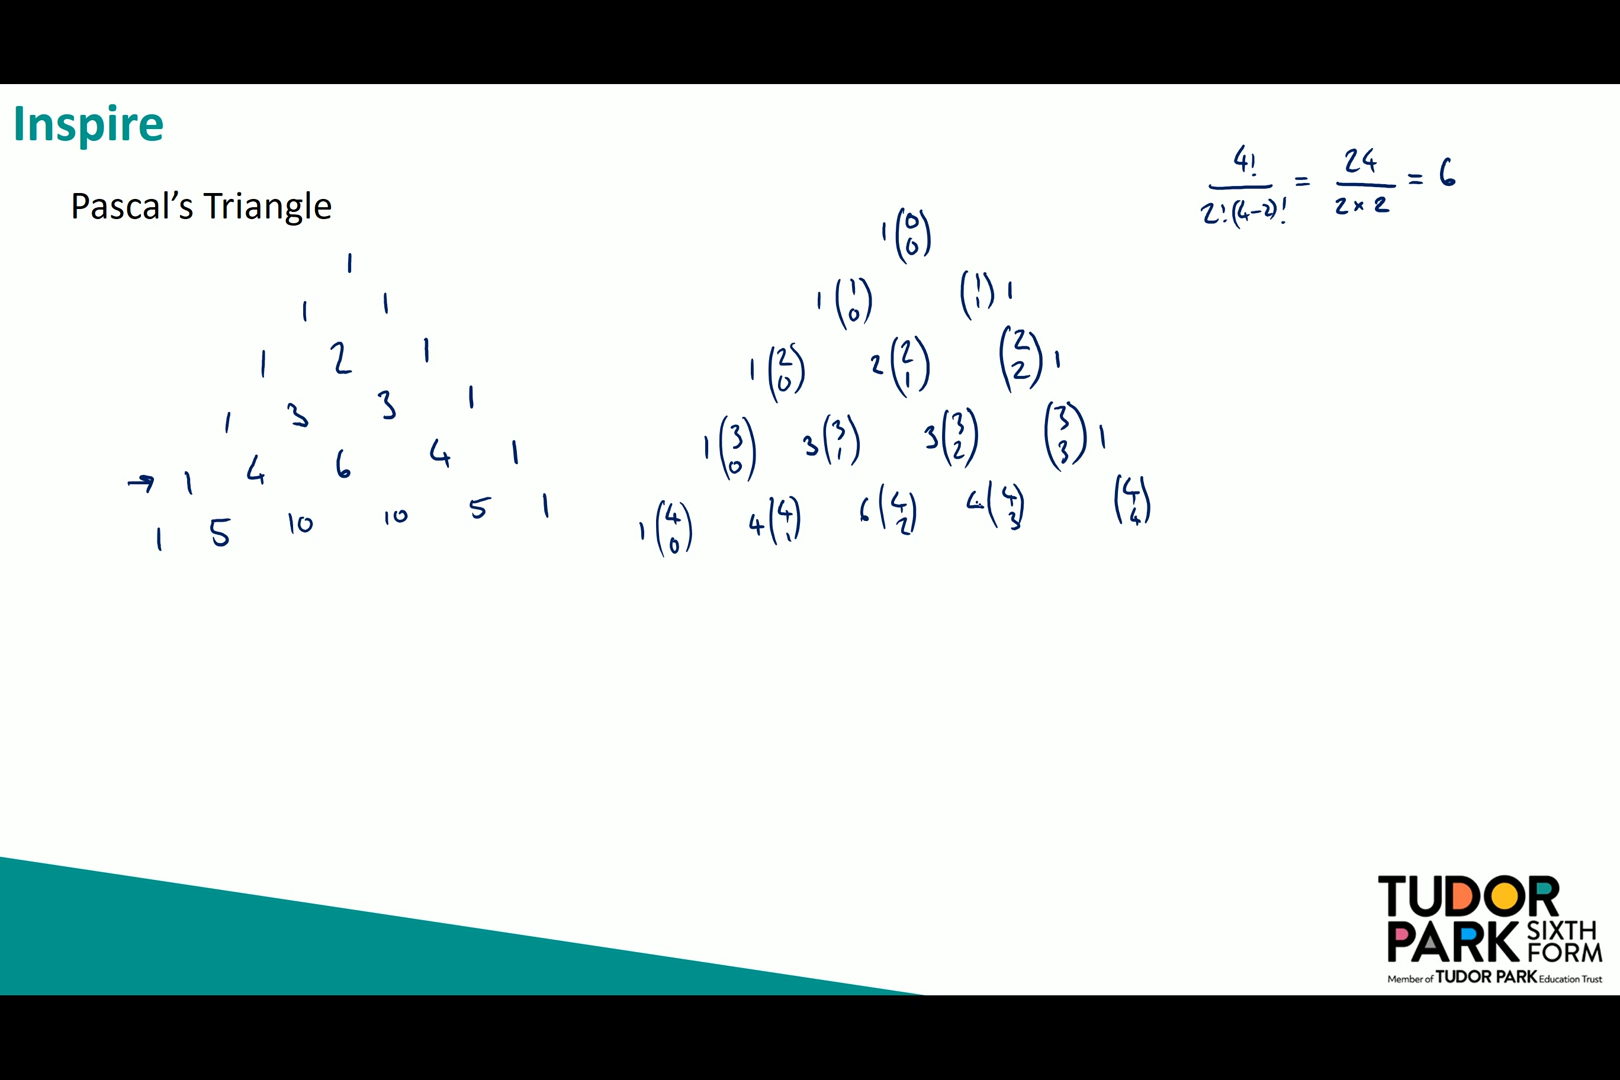 Inspire
Pascal's Triangle
4!/2!(4-2)! = 24/2×2 = 6
1
1 1
1 2 1
1 3 3 1
→ 1 4 6 4 1
1 5 10 10 5 1
1 (0 0)
1 (1 0) (1 1) 1
1 (2 0) 2 (2 1) (2 2) 1
1 (3 0) 3 (3 1) 3 (3 2) (3 3) 1
1 (4 0) 4 (4 1) 6 (4 2) 4 (4 3) (4 4)
TUDOR
PARK SIXTH FORM
Member of TUDOR PARK Education Trust